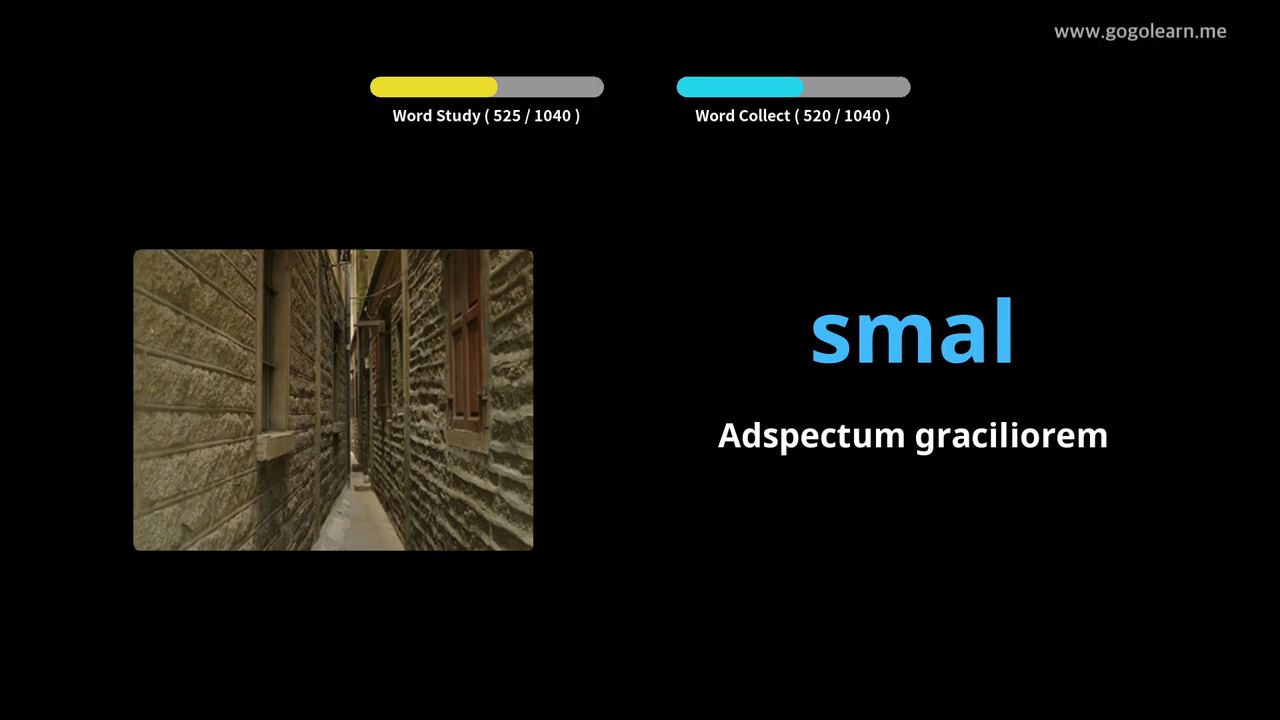 www.gogolearn.me
Word Study ( 525 / 1040 )
Word Collect ( 520 / 1040 )
smal
Adspectum graciliorem